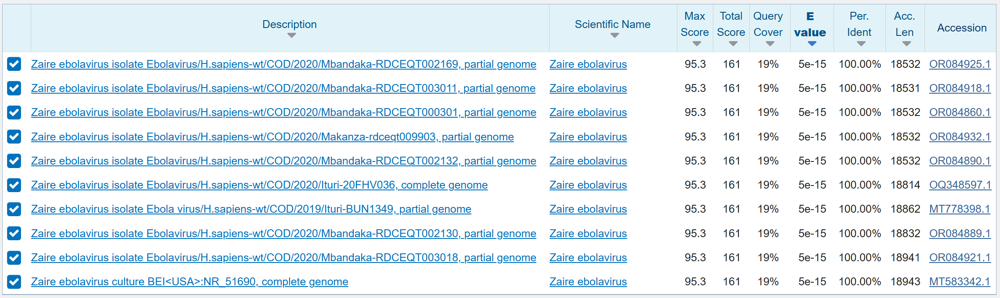 Description Scientific Name Max Score Total Score Query Cover E value Per. Ident Acc. Len Accession
Zaire ebolavirus isolate Ebolavirus/H.sapiens-wt/COD/2020/Mbandaka-RDCEQT002169, partial genome Zaire ebolavirus 95.3 161 19% 5e-15 100.00% 18532 OR084925.1
Zaire ebolavirus isolate Ebolavirus/H.sapiens-wt/COD/2020/Mbandaka-RDCEQT003011, partial genome Zaire ebolavirus 95.3 161 19% 5e-15 100.00% 18531 OR084918.1
Zaire ebolavirus isolate Ebolavirus/H.sapiens-wt/COD/2020/Mbandaka-RDCEQT000301, partial genome Zaire ebolavirus 95.3 161 19% 5e-15 100.00% 18532 OR084860.1
Zaire ebolavirus isolate Ebolavirus/H.sapiens-wt/COD/2020/Makanza-rdceqt009903, partial genome Zaire ebolavirus 95.3 161 19% 5e-15 100.00% 18532 OR084932.1
Zaire ebolavirus isolate Ebolavirus/H.sapiens-wt/COD/2020/Mbandaka-RDCEQT002132, partial genome Zaire ebolavirus 95.3 161 19% 5e-15 100.00% 18532 OR084890.1
Zaire ebolavirus isolate Ebolavirus/H.sapiens-wt/COD/2020/Ituri-20FHV036, complete genome Zaire ebolavirus 95.3 161 19% 5e-15 100.00% 18814 OQ348597.1
Zaire ebolavirus isolate Ebola virus/H.sapiens-wt/COD/2019/Ituri-BUN1349, partial genome Zaire ebolavirus 95.3 161 19% 5e-15 100.00% 18862 MT778398.1
Zaire ebolavirus isolate Ebolavirus/H.sapiens-wt/COD/2020/Mbandaka-RDCEQT002130, partial genome Zaire ebolavirus 95.3 161 19% 5e-15 100.00% 18832 OR084889.1
Zaire ebolavirus isolate Ebolavirus/H.sapiens-wt/COD/2020/Mbandaka-RDCEQT003018, partial genome Zaire ebolavirus 95.3 161 19% 5e-15 100.00% 18941 OR084921.1
Zaire ebolavirus culture BEI<USA>:NR_51690, complete genome Zaire ebolavirus 95.3 161 19% 5e-15 100.00% 18943 MT583342.1